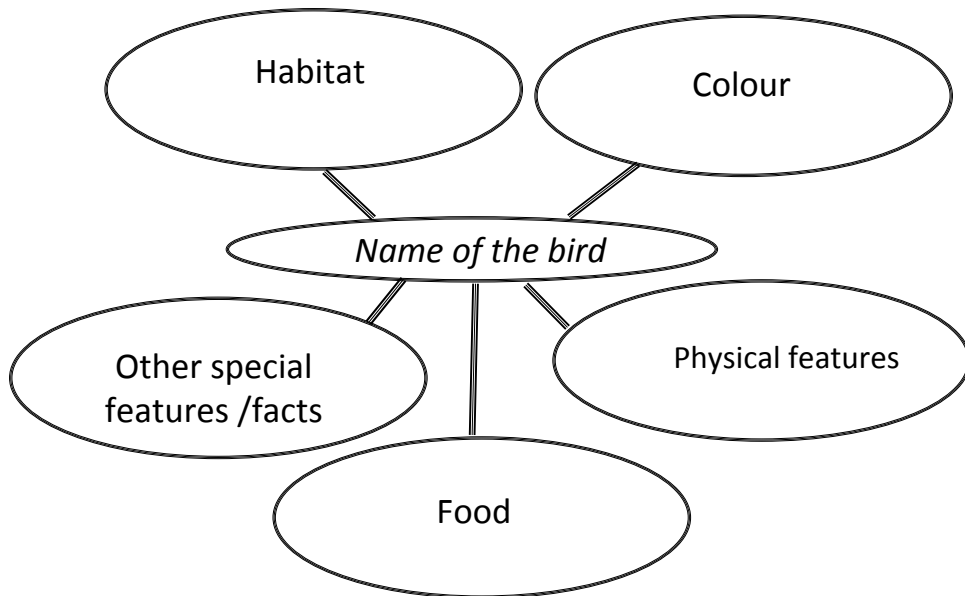 Habitat
Colour
Name of the bird
Other special
features /facts
Physical features
Food